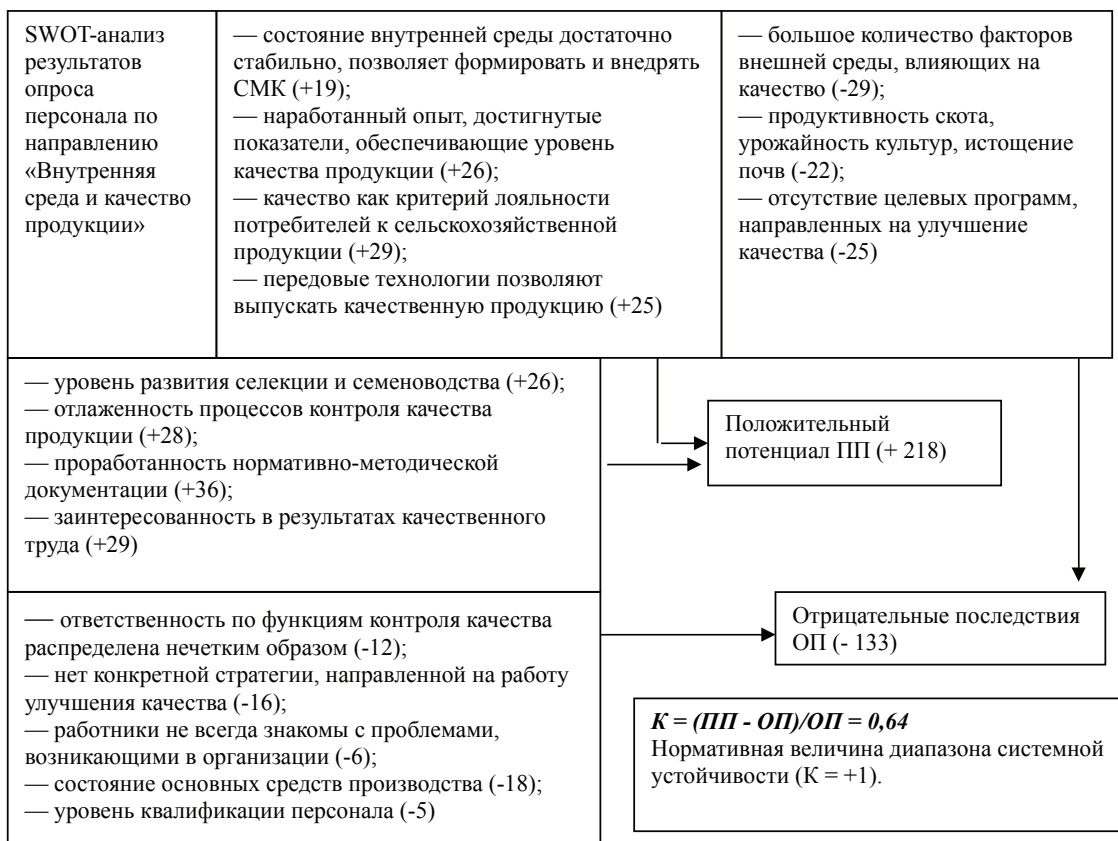 SWOT-анализ
результатов
опроса
персонала по
направлению
«Внутренняя
среда и качество
продукции»
— состояние внутренней среды достаточно
стабильно, позволяет формировать и внедрять
СМК (+19);
— наработанный опыт, достигнутые
показатели, обеспечивающие уровень
качества продукции (+26);
— качество как критерий лояльности
потребителей к сельскохозяйственной
продукции (+29);
— передовые технологии позволяют
выпускать качественную продукцию (+25)
— большое количество факторов
внешней среды, влияющих на
качество (-29);
— продуктивность скота,
урожайность культур, истощение
почв (-22);
— отсутствие целевых программ,
направленных на улучшение
качества (-25)
— уровень развития селекции и семеноводства (+26);
— отлаженность процессов контроля качества
продукции (+28);
— проработанность нормативно-методической
документации (+36);
— заинтересованность в результатах качественного
труда (+29)
Положительный
потенциал ПП (+ 218)
— ответственность по функциям контроля качества
распределена нечетким образом (-12);
— нет конкретной стратегии, направленной на работу
улучшения качества (-16);
— работники не всегда знакомы с проблемами,
возникающими в организации (-6);
— состояние основных средств производства (-18);
— уровень квалификации персонала (-5)
Отрицательные последствия
ОП (- 133)
К = (ПП - ОП)/ОП = 0,64
Нормативная величина диапазона системной
устойчивости (К = +1).